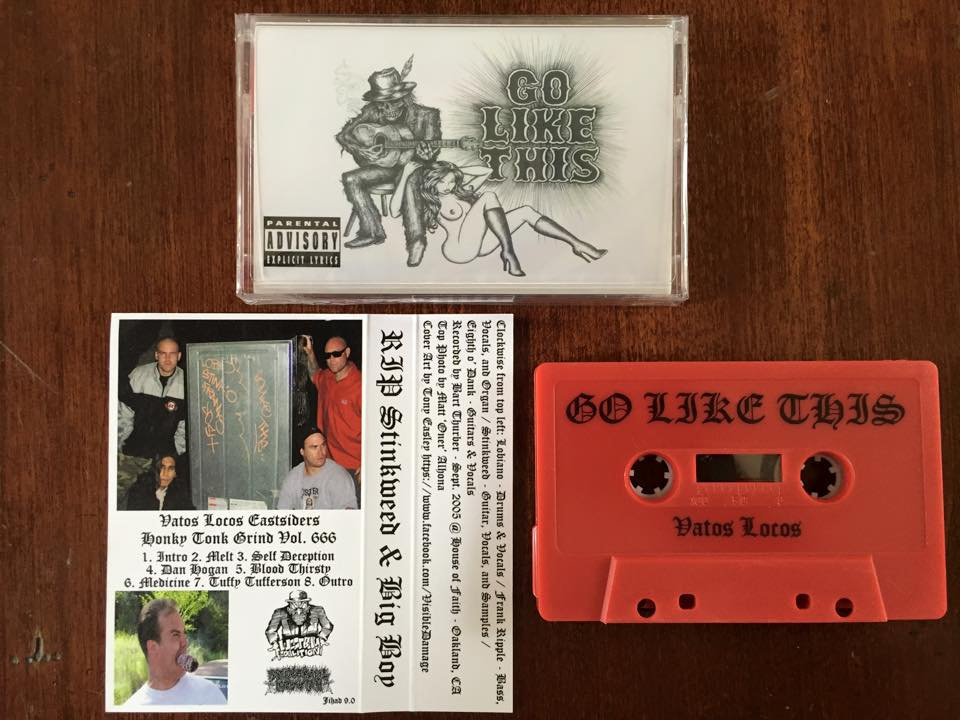 GO
LIKE
THIS
PARENTAL
ADVISORY
EXPLICIT LYRICS
Vatos Locos Eastsiders
Honky Tonk Grind Vol. 666
1. Intro 2. Melt 3. Self Deception
4. Dan Hogan 5. Blood Thirsty
6. Medicine 7. Tuffy Tufferson 8. Outro
Jihad 9.0
RIP Stinkweed & Big Boy
Clockwise from top left: Lobiano - Drums & Vocals / Frank Ripple - Bass,
Vocals, and Organ / Stinkweed - Guitar, Vocals, and Samples /
Eighth o' Dank - Guitars & Vocals
Recorded by Bart Thurber - Sept. 2005 @ House of Faith - Oakland, CA
Top Photo by Matt 'Oner' Alhona
Cover Art by Tony Easley https://www.facebook.com/VisibleDamage
GO LIKE THIS
Vatos Locos